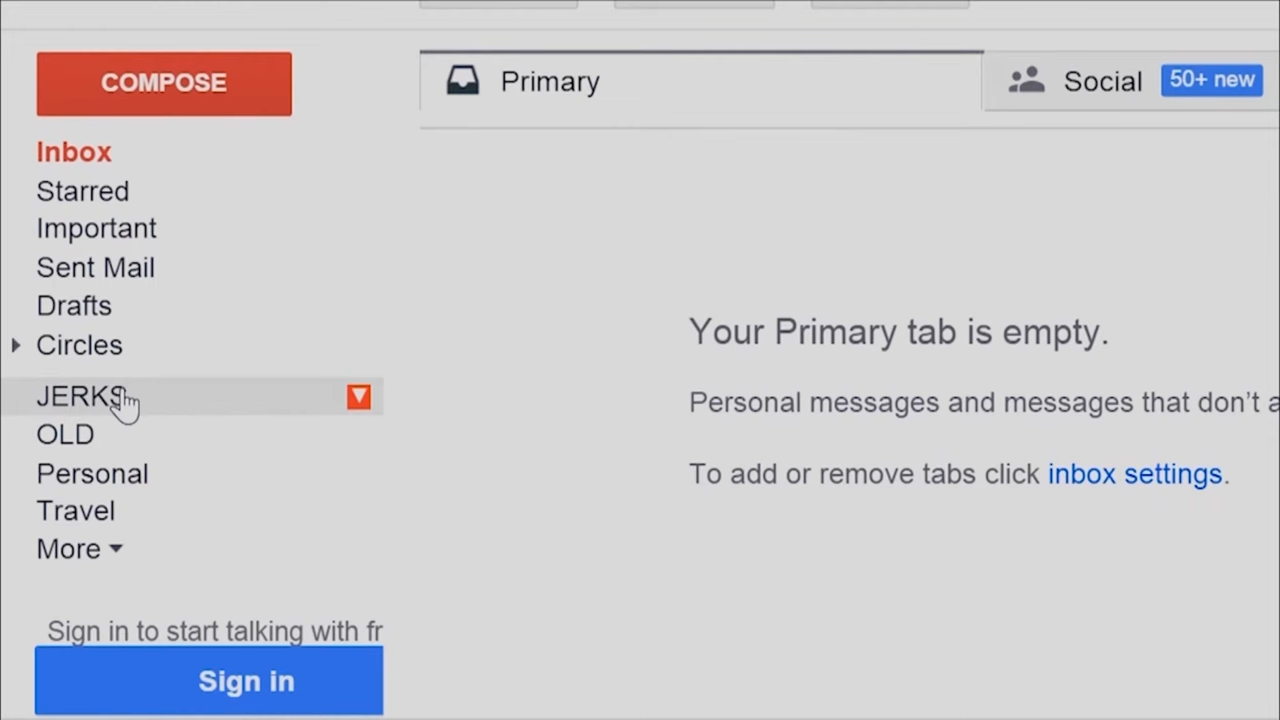 COMPOSE
Primary
Social
50+ new
Inbox
Starred
Important
Sent Mail
Drafts
Circles
JERKS
OLD
Personal
Travel
More
Your Primary tab is empty.
Personal messages and messages that don't a
To add or remove tabs click inbox settings.
Sign in to start talking with fr
Sign in